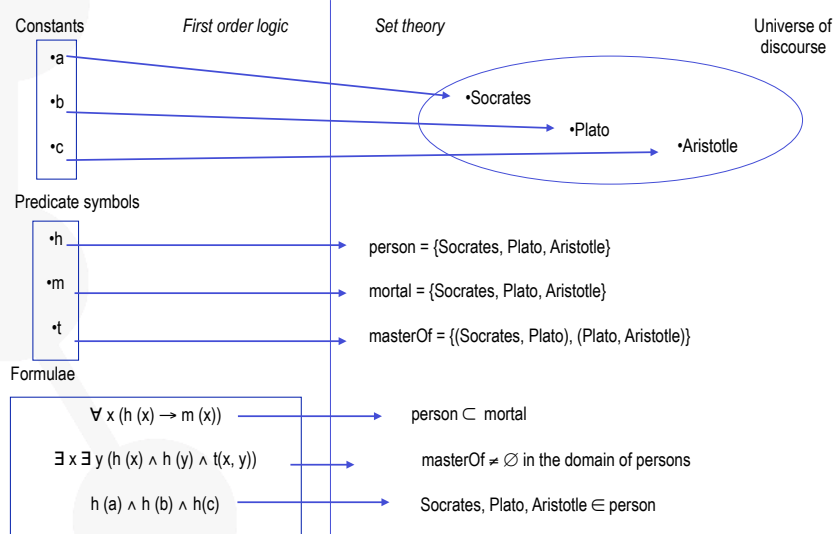 Constants
First order logic
Set theory
Universe of
discourse
•a
•b
•c
•Socrates
•Plato
•Aristotle
Predicate symbols
•h
person = {Socrates, Plato, Aristotle}
•m
mortal = {Socrates, Plato, Aristotle}
•t
masterOf = {(Socrates, Plato), (Plato, Aristotle)}
Formulae
∀ x (h (x) → m (x))
person ⊂ mortal
∃ x ∃ y (h (x) ∧ h (y) ∧ t(x, y))
masterOf ≠ ∅ in the domain of persons
h (a) ∧ h (b) ∧ h(c)
Socrates, Plato, Aristotle ∈ person